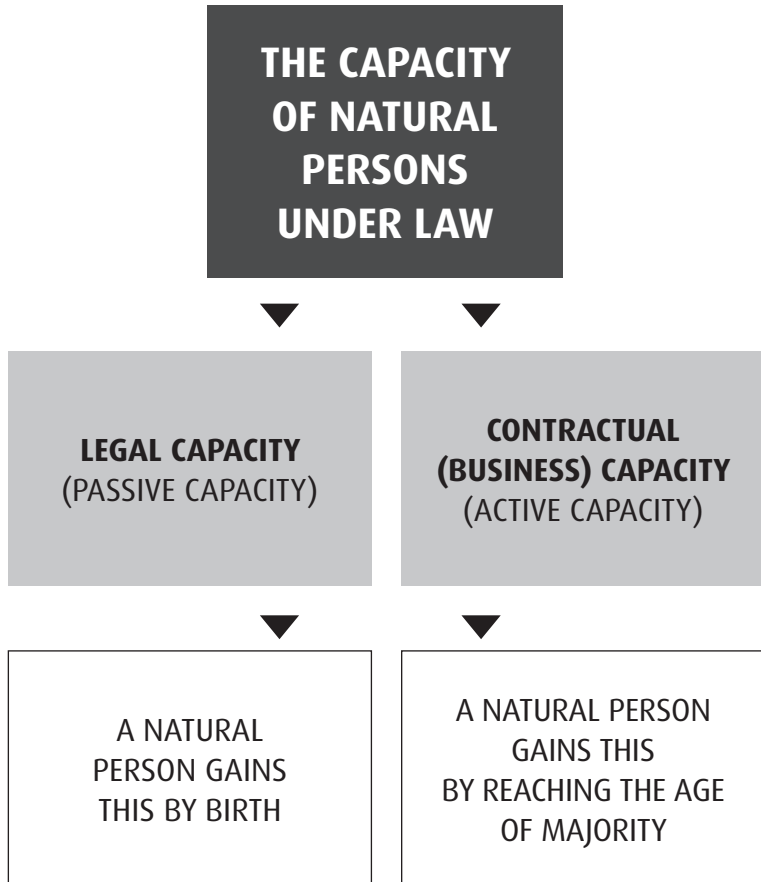 THE CAPACITY
OF NATURAL
PERSONS
UNDER LAW
LEGAL CAPACITY
(PASSIVE CAPACITY)
CONTRACTUAL
(BUSINESS) CAPACITY
(ACTIVE CAPACITY)
A NATURAL
PERSON GAINS
THIS BY BIRTH
A NATURAL PERSON
GAINS THIS
BY REACHING THE AGE
OF MAJORITY